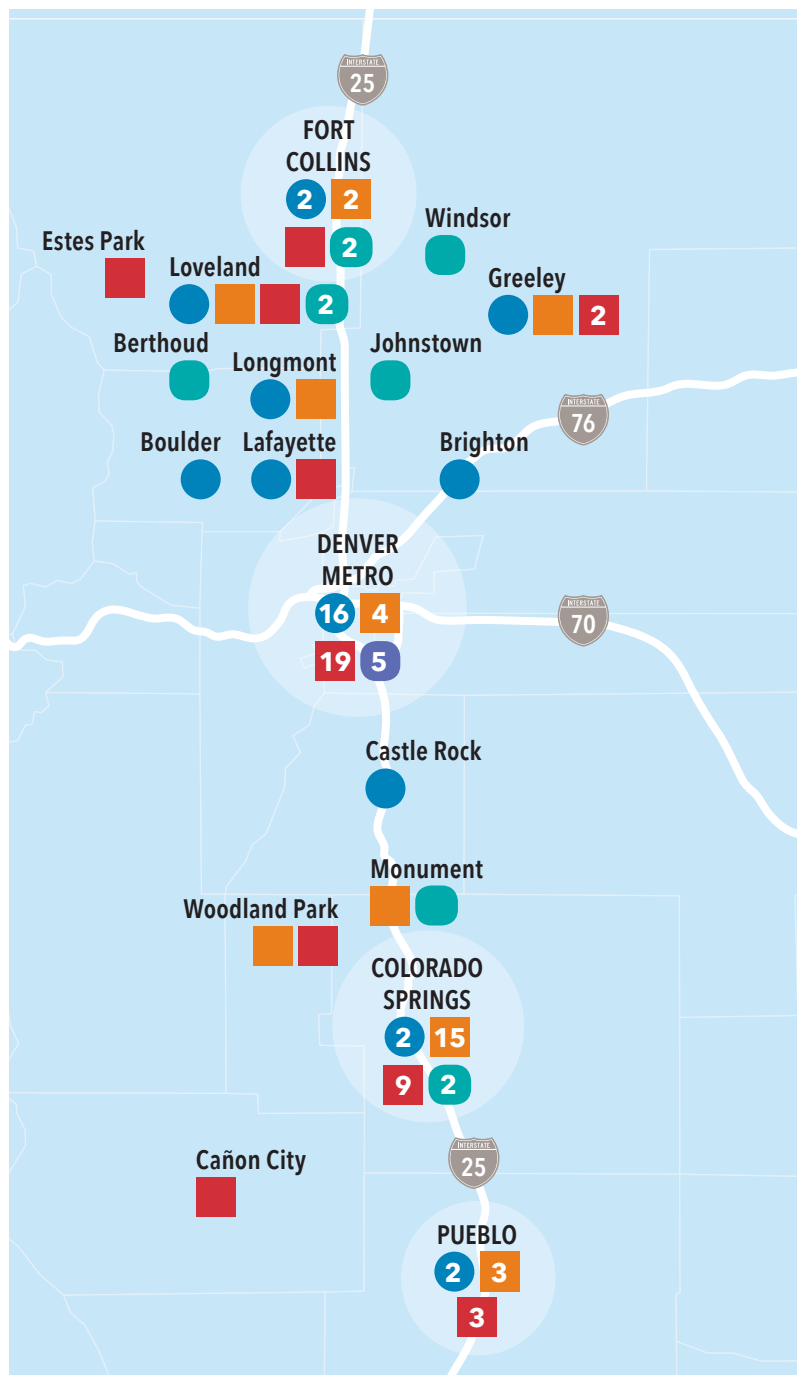 INTERSTATE
25
FORT
COLLINS
2 2
2
Windsor
Estes Park
Loveland
2
Greeley
2
Berthoud
Longmont
Johnstown
INTERSTATE
76
Boulder
Lafayette
Brighton
DENVER
METRO
16 4
19 5
INTERSTATE
70
Castle Rock
Monument
Woodland Park
COLORADO
SPRINGS
2 15
9 2
INTERSTATE
25
Cañon City
PUEBLO
2 3
3